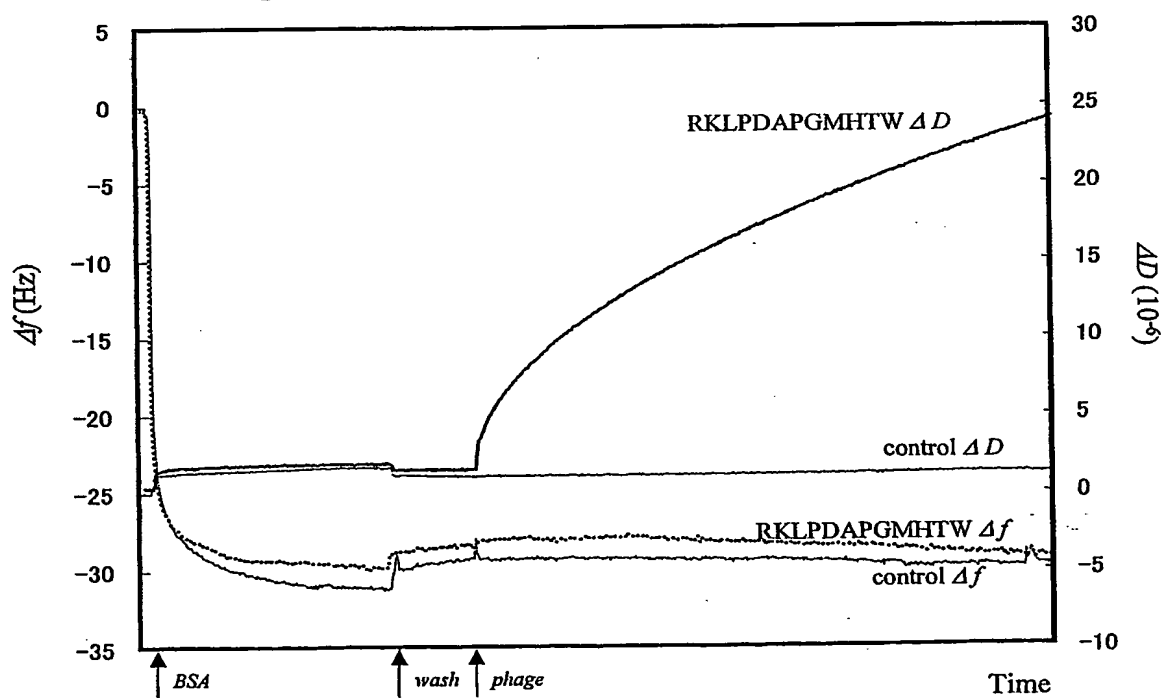 5
0
−5
−10
−15
−20
−25
−30
−35
Δf (Hz)
30
25
20
15
10
5
0
−5
−10
ΔD (10-6)
RKLPDAPGMHTW ΔD
control ΔD
RKLPDAPGMHTW Δf
control Δf
BSA
wash
phage
Time